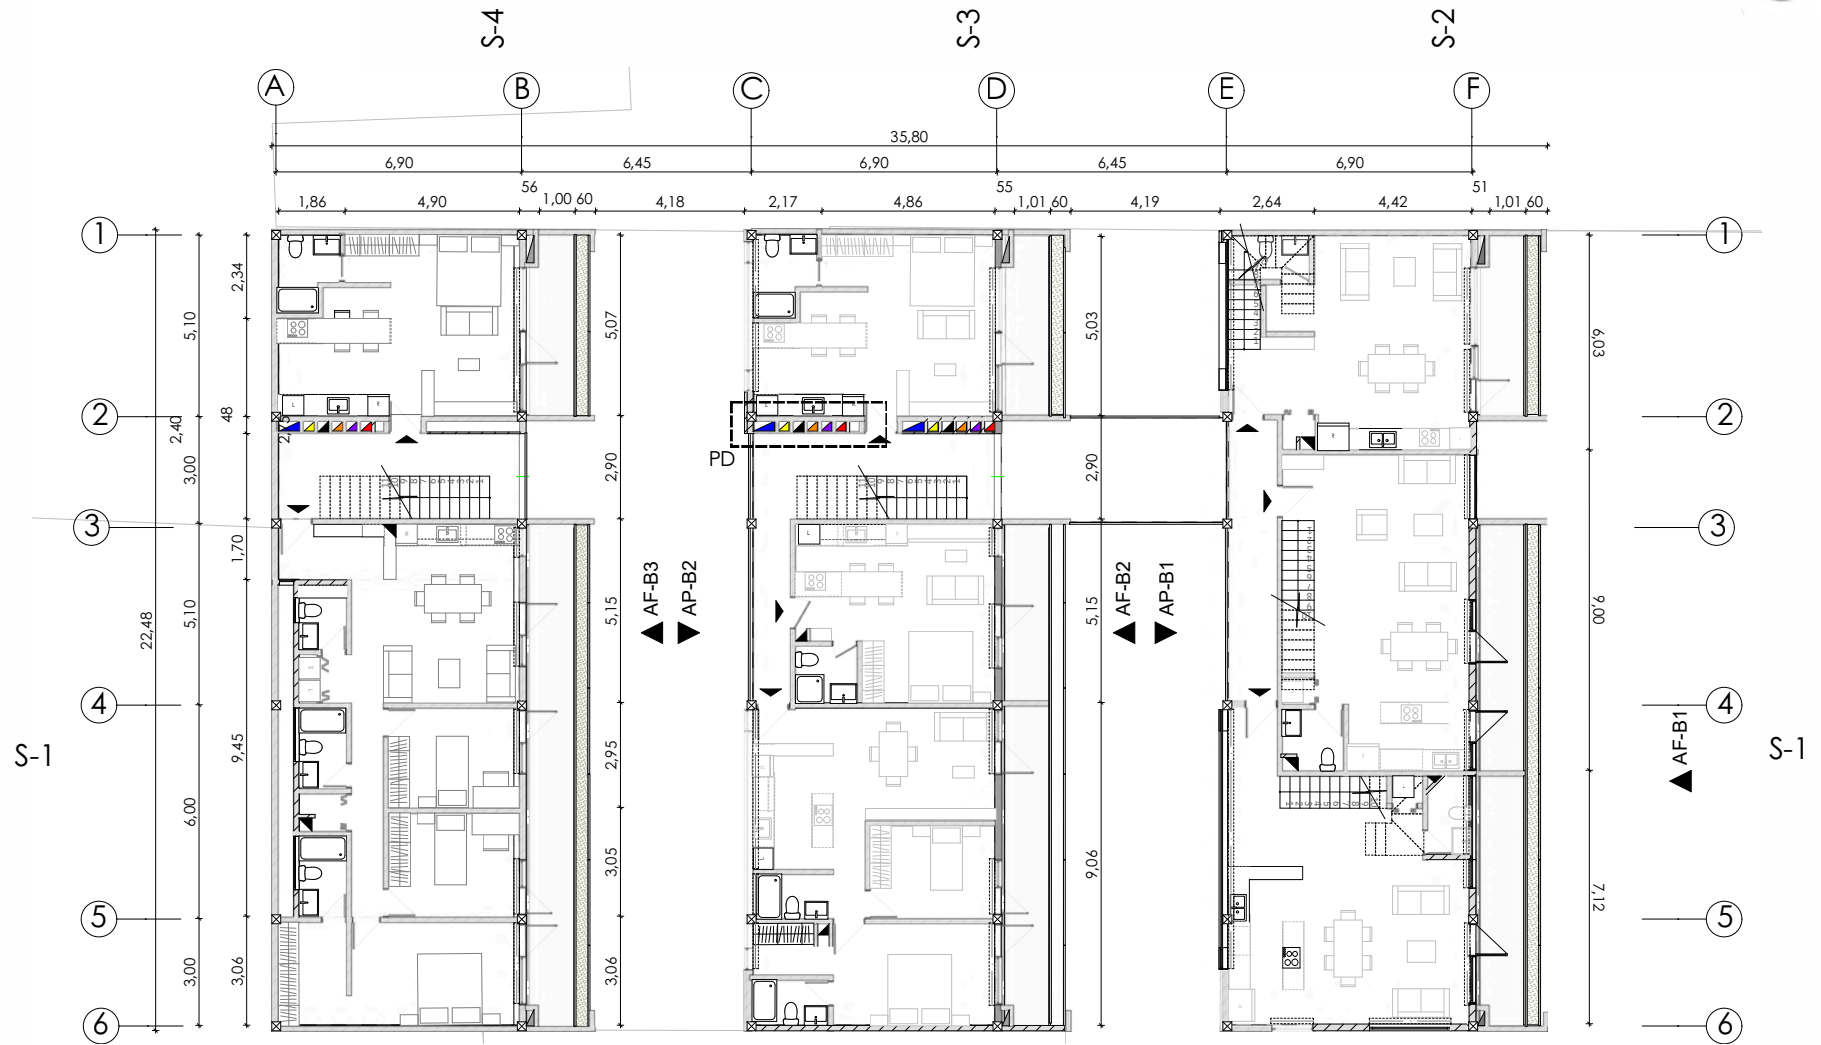 S-4 S-3 S-2
A B C D E F
35,80
6,90 6,45 6,90 6,45 6,90
56 55 51
1,86 4,90 1,00 60 4,18 2,17 4,86 1,01 60 4,19 2,64 4,42 1,01 60
1 1
2,34
5,10 5,07 5,03 6,03
2 48 2
2,40
PD
3,00 2,90 2,90
3 3
1,70
AF-B3
AP-B2
AF-B2
AP-B1
5,10 5,15 5,15 9,00
22,48
4 4
S-1 AF-B1 S-1
9,45 2,95
6,00 3,05 9,06 7,12
5 5
3,00 3,06 3,06
6 6